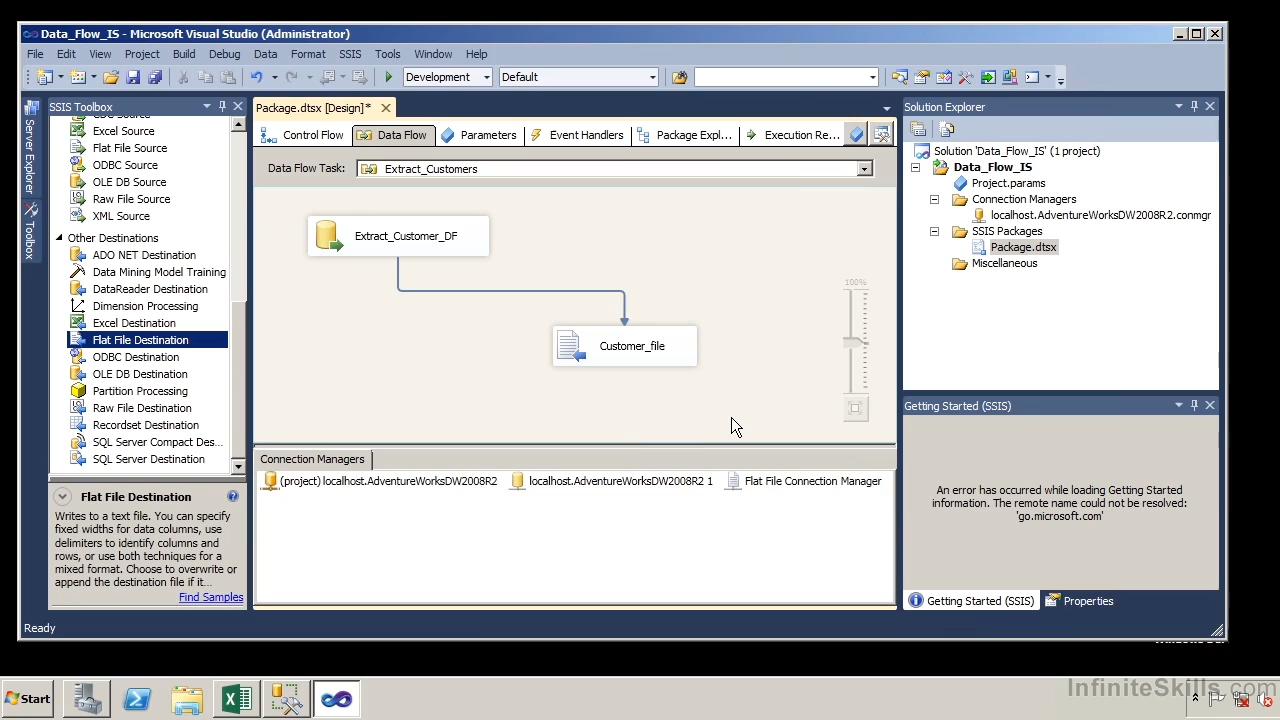 Data_Flow_IS - Microsoft Visual Studio (Administrator)
File Edit View Project Build Debug Data Format SSIS Tools Window Help
Development Default
SSIS Toolbox
Excel Source
Flat File Source
ODBC Source
OLE DB Source
Raw File Source
XML Source
Other Destinations
ADO NET Destination
Data Mining Model Training
DataReader Destination
Dimension Processing
Excel Destination
Flat File Destination
ODBC Destination
OLE DB Destination
Partition Processing
Raw File Destination
Recordset Destination
SQL Server Compact Des...
SQL Server Destination
Flat File Destination
Writes to a text file. You can specify
fixed widths for data columns, use
delimiters to identify columns and
rows, or use both techniques for a
mixed format. Choose to overwrite or
append the destination file if it...
Find Samples
Server Explorer
Toolbox
Package.dtsx [Design]*
Control Flow Data Flow Parameters Event Handlers Package Expl... Execution Re...
Data Flow Task: Extract_Customers
Extract_Customer_DF
Customer_file
100%
Connection Managers
(project) localhost.AdventureWorksDW2008R2 localhost.AdventureWorksDW2008R2 1 Flat File Connection Manager
Solution Explorer
Solution 'Data_Flow_IS' (1 project)
Data_Flow_IS
Project.params
Connection Managers
localhost.AdventureWorksDW2008R2.conmgr
SSIS Packages
Package.dtsx
Miscellaneous
Getting Started (SSIS)
An error has occurred while loading Getting Started
information. The remote name could not be resolved:
'go.microsoft.com'
Getting Started (SSIS) Properties
Ready
Start
InfiniteSkills.com